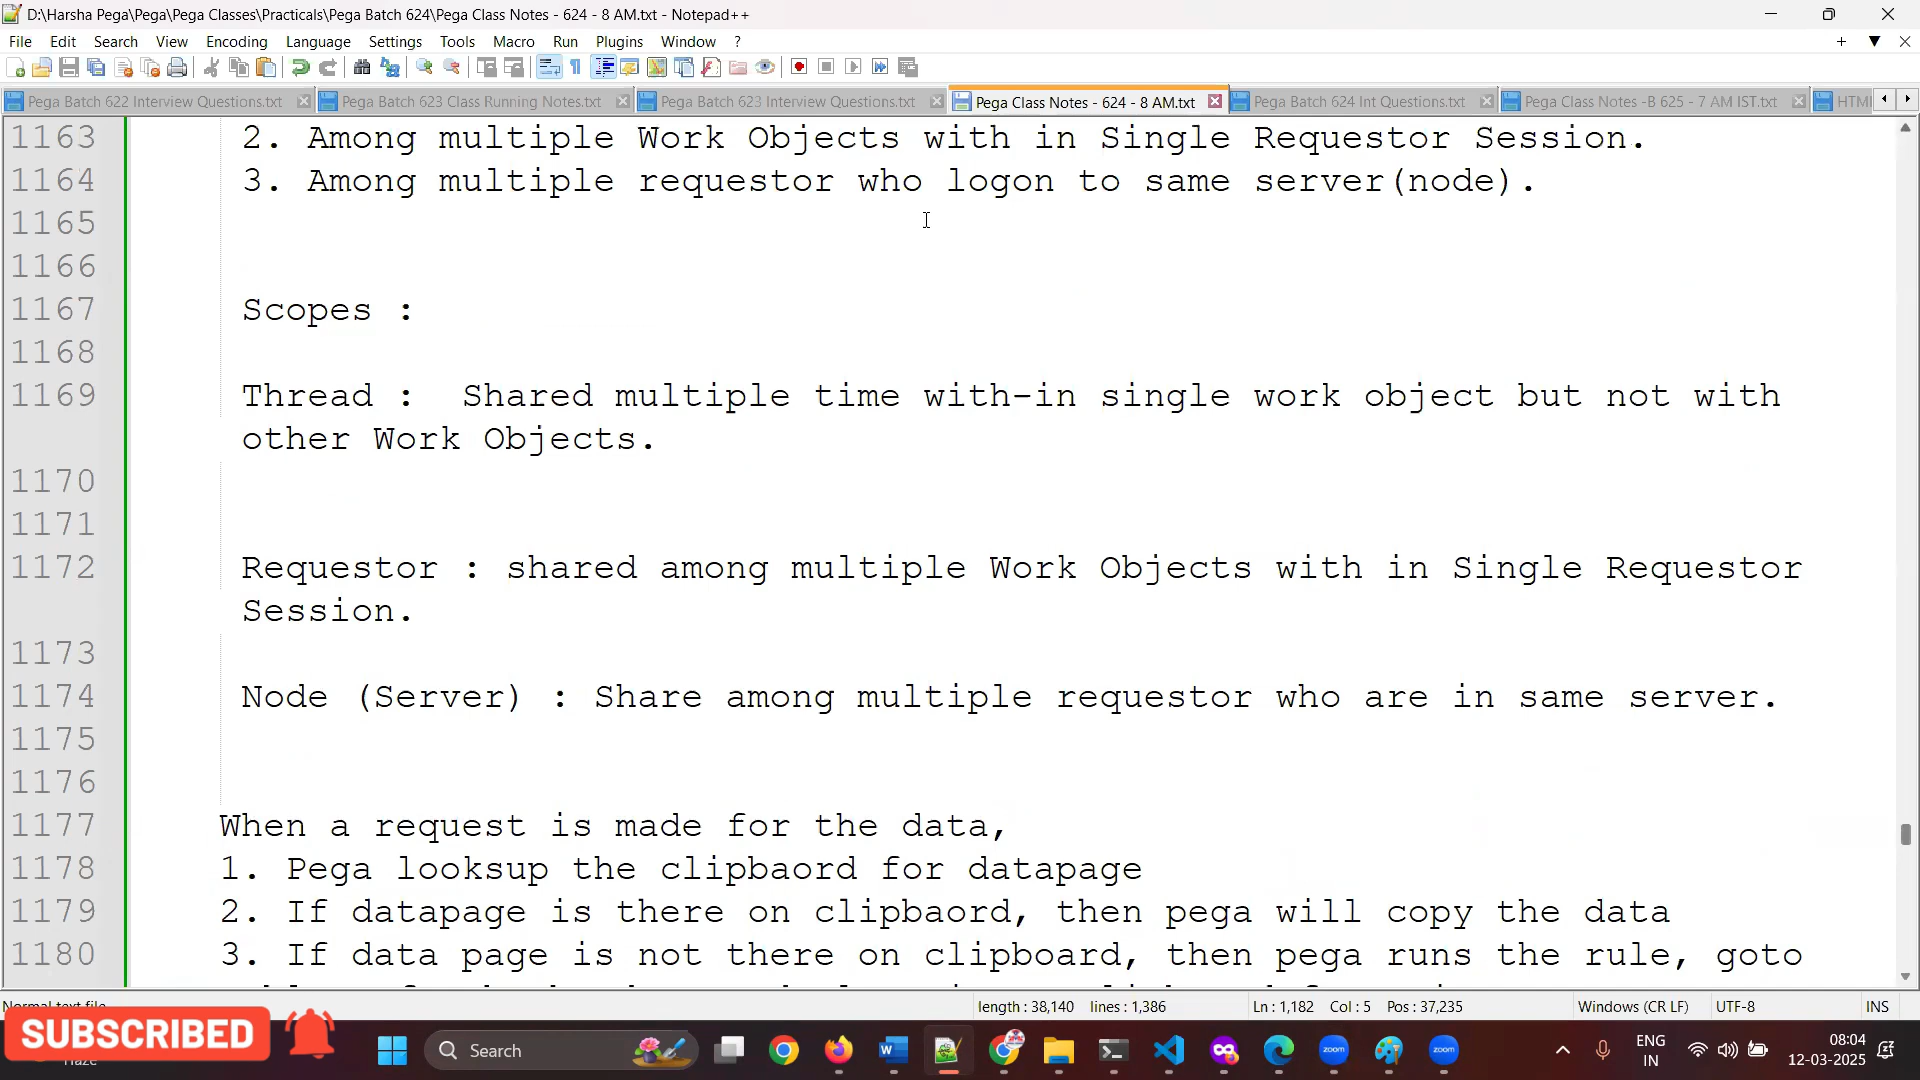 D:\Harsha Pega\Pega\Pega Classes\Practicals\Pega Batch 624\Pega Class Notes - 624 - 8 AM.txt - Notepad++
File Edit Search View Encoding Language Settings Tools Macro Run Plugins Window ?
Pega Batch 622 Interview Questions.txt Pega Batch 623 Class Running Notes.txt Pega Batch 623 Interview Questions.txt Pega Class Notes - 624 - 8 AM.txt Pega Batch 624 Int Questions.txt Pega Class Notes -B 625 - 7 AM IST.txt
1163 2. Among multiple Work Objects with in Single Requestor Session.
1164 3. Among multiple requestor who logon to same server(node).
1165
1166
1167 Scopes :
1168
1169 Thread :  Shared multiple time with-in single work object but not with
other Work Objects.
1170
1171
1172 Requestor : shared among multiple Work Objects with in Single Requestor
Session.
1173
1174 Node (Server) : Share among multiple requestor who are in same server.
1175
1176
1177 When a request is made for the data,
1178 1. Pega looksup the clipbaord for datapage
1179 2. If datapage is there on clipbaord, then pega will copy the data
1180 3. If data page is not there on clipboard, then pega runs the rule, goto
length : 38,140 lines : 1,386 Ln : 1,182 Col : 5 Pos : 37,235 Windows (CR LF) UTF-8 INS
SUBSCRIBED
Haze
Search
ENG
IN
08:04
12-03-2025